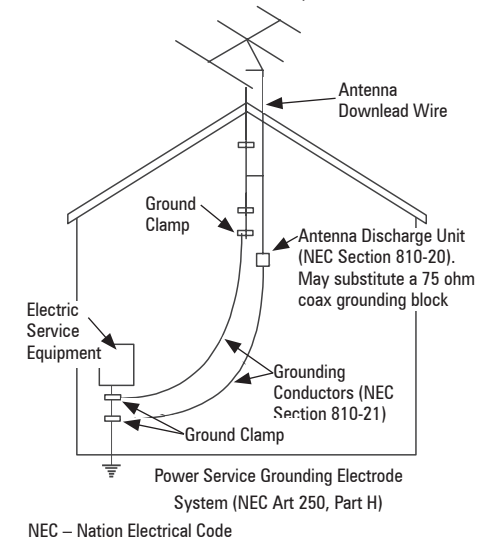 Antenna
Downlead Wire
Ground
Clamp
Antenna Discharge Unit
(NEC Section 810-20).
May substitute a 75 ohm
coax grounding block
Electric
Service
Equipment
Grounding
Conductors (NEC
Section 810-21)
Ground Clamp
Power Service Grounding Electrode
System (NEC Art 250, Part H)
NEC – Nation Electrical Code